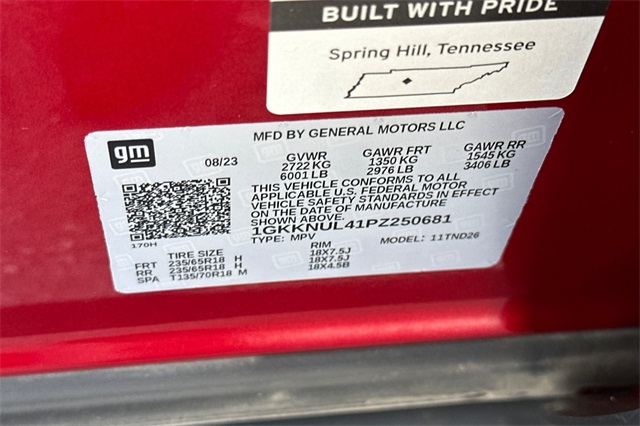 BUILT WITH PRIDE
Spring Hill, Tennessee
MFD BY GENERAL MOTORS LLC
gm
08/23 GVWR GAWR FRT GAWR RR
2722 KG 1350 KG 1545 KG
6001 LB 2976 LB 3406 LB
THIS VEHICLE CONFORMS TO ALL
APPLICABLE U.S. FEDERAL MOTOR
VEHICLE SAFETY STANDARDS IN EFFECT
ON THE DATE OF MANUFACTURE
SHOWN ABOVE.
1GKKNUL41PZ250681
170H
TYPE: MPV MODEL: 11TND26
TIRE SIZE RIM
FRT 235/65R18 H 18X7.5J
RR 235/65R18 H 18X7.5J
SPA T135/70R18 M 18X4.5B